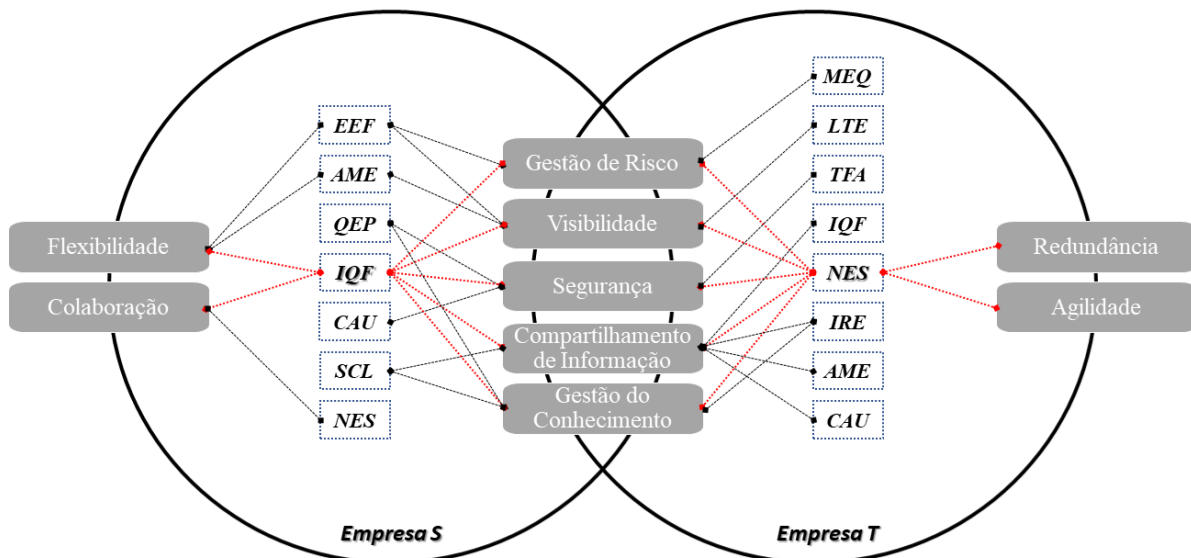 Flexibilidade
Colaboração
EEF
AME
QEP
IQF
CAU
SCL
NES
Gestão de Risco
Visibilidade
Segurança
Compartilhamento
de Informação
Gestão do
Conhecimento
MEQ
LTE
TFA
IQF
NES
IRE
AME
CAU
Redundância
Agilidade
Empresa S
Empresa T